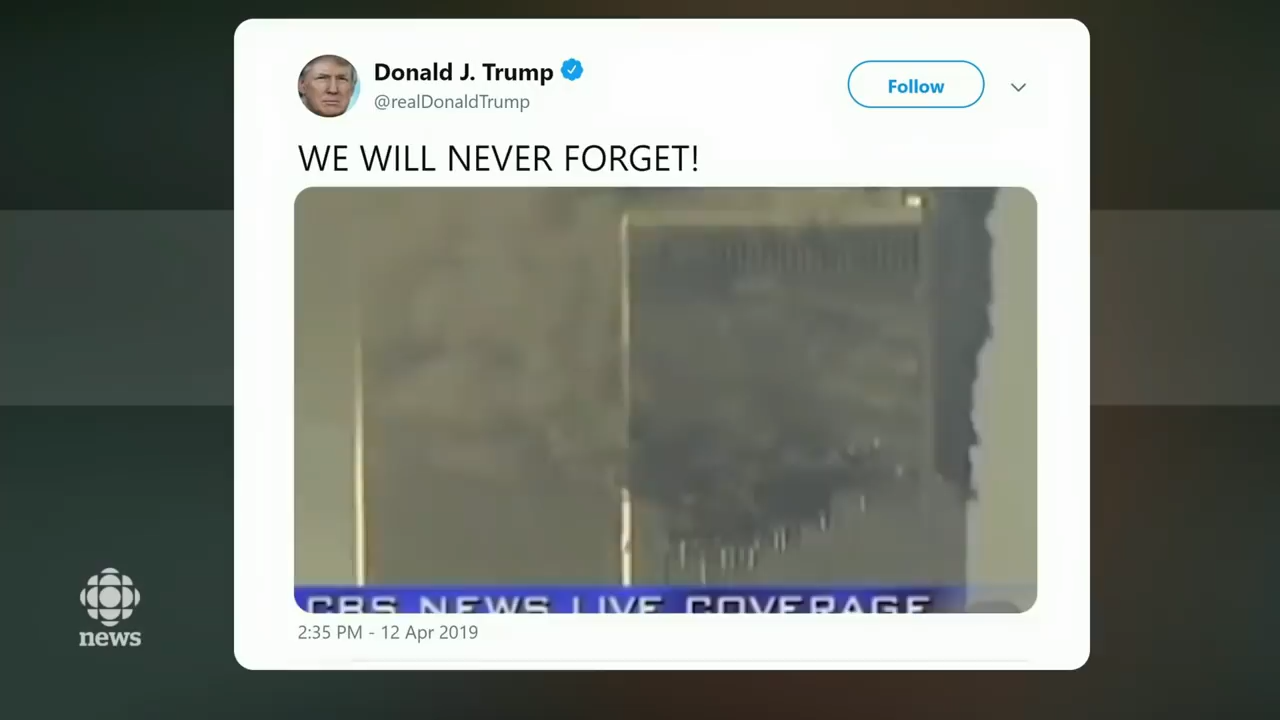 Donald J. Trump
@realDonaldTrump
Follow
WE WILL NEVER FORGET!
CBS NEWS LIVE COVERAGE
2:35 PM - 12 Apr 2019
news